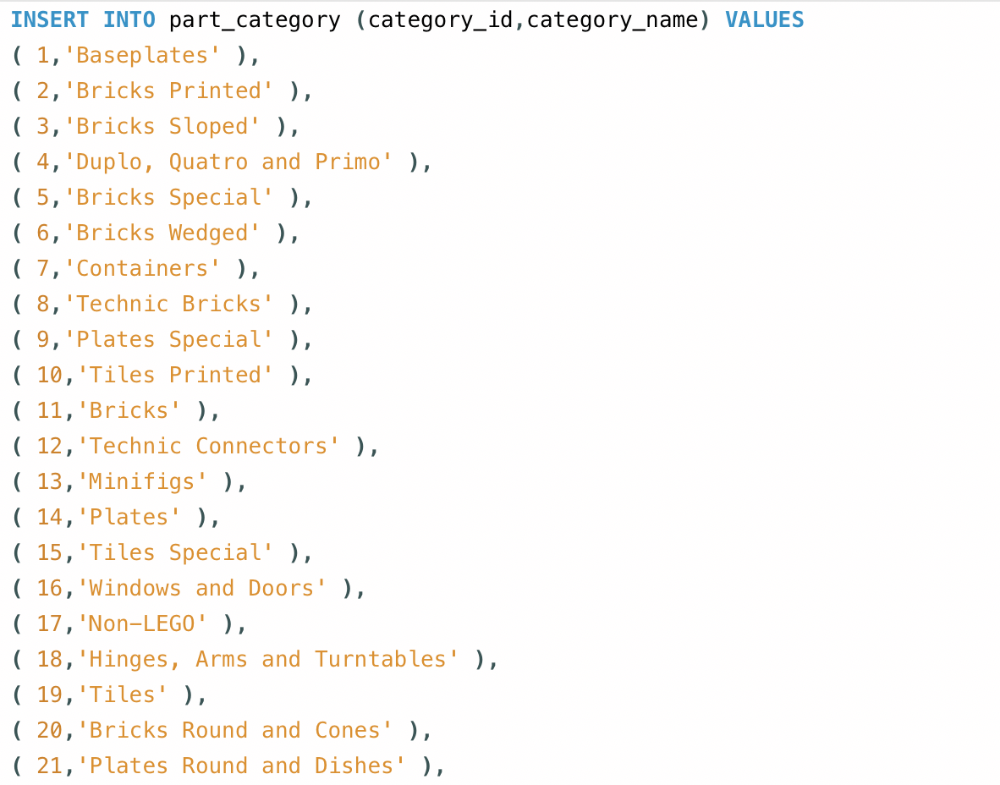 INSERT INTO part_category (category_id,category_name) VALUES
( 1,'Baseplates' ),
( 2,'Bricks Printed' ),
( 3,'Bricks Sloped' ),
( 4,'Duplo, Quatro and Primo' ),
( 5,'Bricks Special' ),
( 6,'Bricks Wedged' ),
( 7,'Containers' ),
( 8,'Technic Bricks' ),
( 9,'Plates Special' ),
( 10,'Tiles Printed' ),
( 11,'Bricks' ),
( 12,'Technic Connectors' ),
( 13,'Minifigs' ),
( 14,'Plates' ),
( 15,'Tiles Special' ),
( 16,'Windows and Doors' ),
( 17,'Non-LEGO' ),
( 18,'Hinges, Arms and Turntables' ),
( 19,'Tiles' ),
( 20,'Bricks Round and Cones' ),
( 21,'Plates Round and Dishes' ),